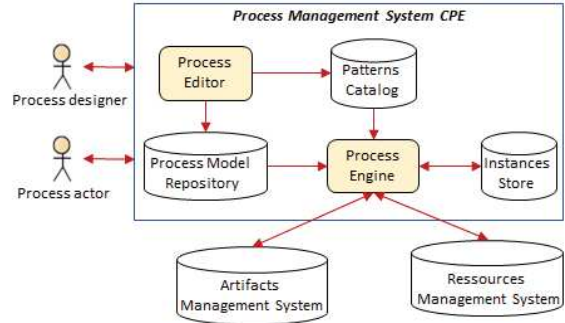 Process Management System CPE
Process
Editor
Patterns
Catalog
Process designer
Process Model
Repository
Process
Engine
Instances
Store
Process actor
Artifacts
Management System
Ressources
Management System